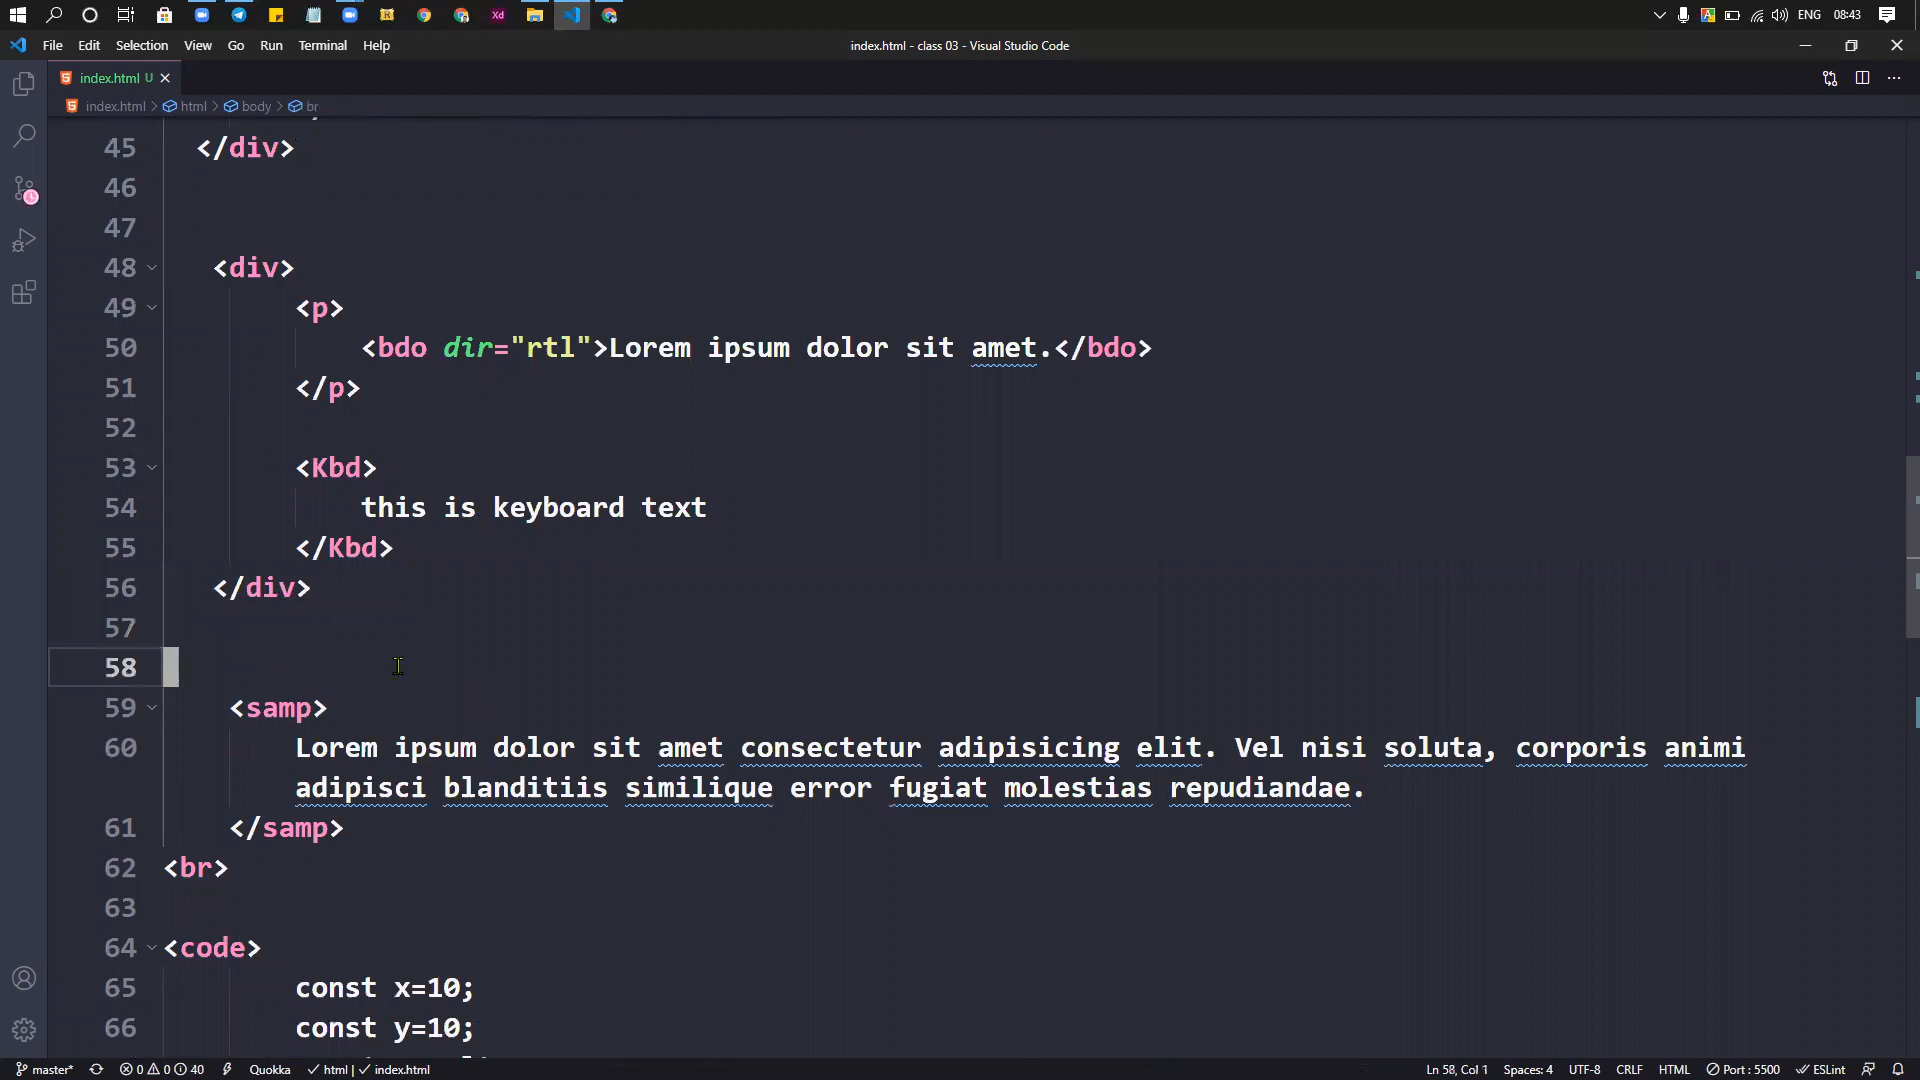 Xd
ENG
08:43
File Edit Selection View Go Run Terminal Help
index.html - class 03 - Visual Studio Code
index.html U
index.html > html > body > br
45 </div>
46
47
48 <div>
49 <p>
50 <bdo dir="rtl">Lorem ipsum dolor sit amet.</bdo>
51 </p>
52
53 <Kbd>
54 this is keyboard text
55 </Kbd>
56 </div>
57
58
59 <samp>
60 Lorem ipsum dolor sit amet consectetur adipisicing elit. Vel nisi soluta, corporis animi
adipisci blanditiis similique error fugiat molestias repudiandae.
61 </samp>
62 <br>
63
64 <code>
65 const x=10;
66 const y=10;
master* 0 0 40 Quokka html | index.html Ln 58, Col 1 Spaces: 4 UTF-8 CRLF HTML Port : 5500 ESLint